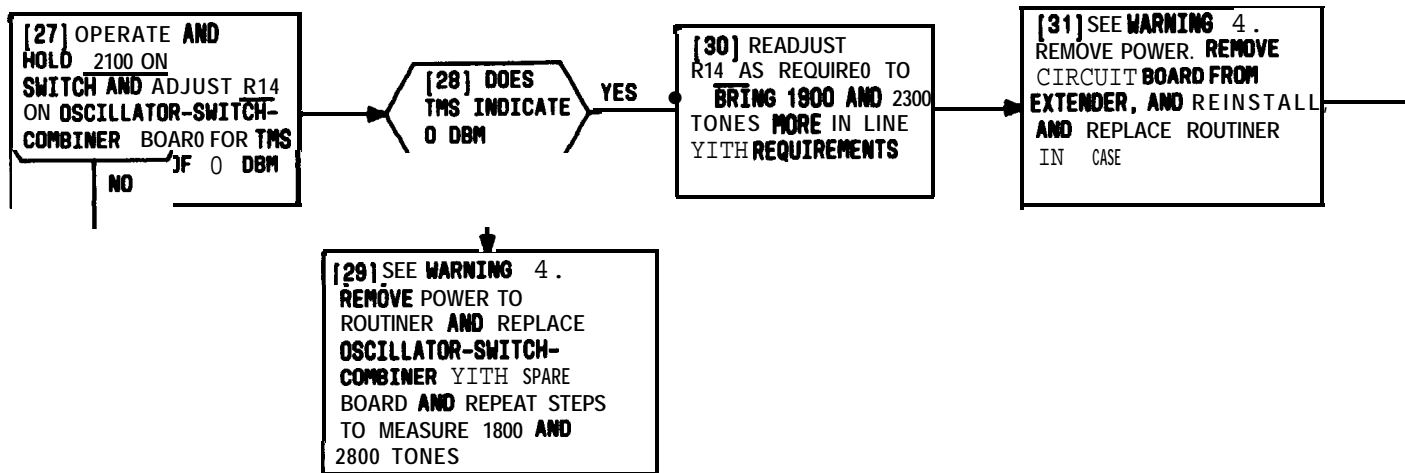 [27] OPERATE AND
HOLD 2100 ON
SWITCH AND ADJUST R14
ON OSCILLATOR-SWITCH-
COMBINER BOAR0 FOR TMS
OF 0 DBM
NO
[28] DOES
TMS INDICATE
0 DBM
YES
[30] READJUST
R14 AS REQUIRE0 TO
BRING 1900 AND 2300
TONES MORE IN LINE
YITH REQUIREMENTS
[31] SEE WARNING 4.
REMOVE POWER. REMOVE
CIRCUIT BOARD FROM
EXTENDER, AND REINSTALL,
AND REPLACE ROUTINER
IN CASE
[29] SEE WARNING 4.
REMOVE POWER TO
ROUTINER AND REPLACE
OSCILLATOR-SWITCH-
COMBINER YITH SPARE
BOARD AND REPEAT STEPS
TO MEASURE 1800 AND
2800 TONES